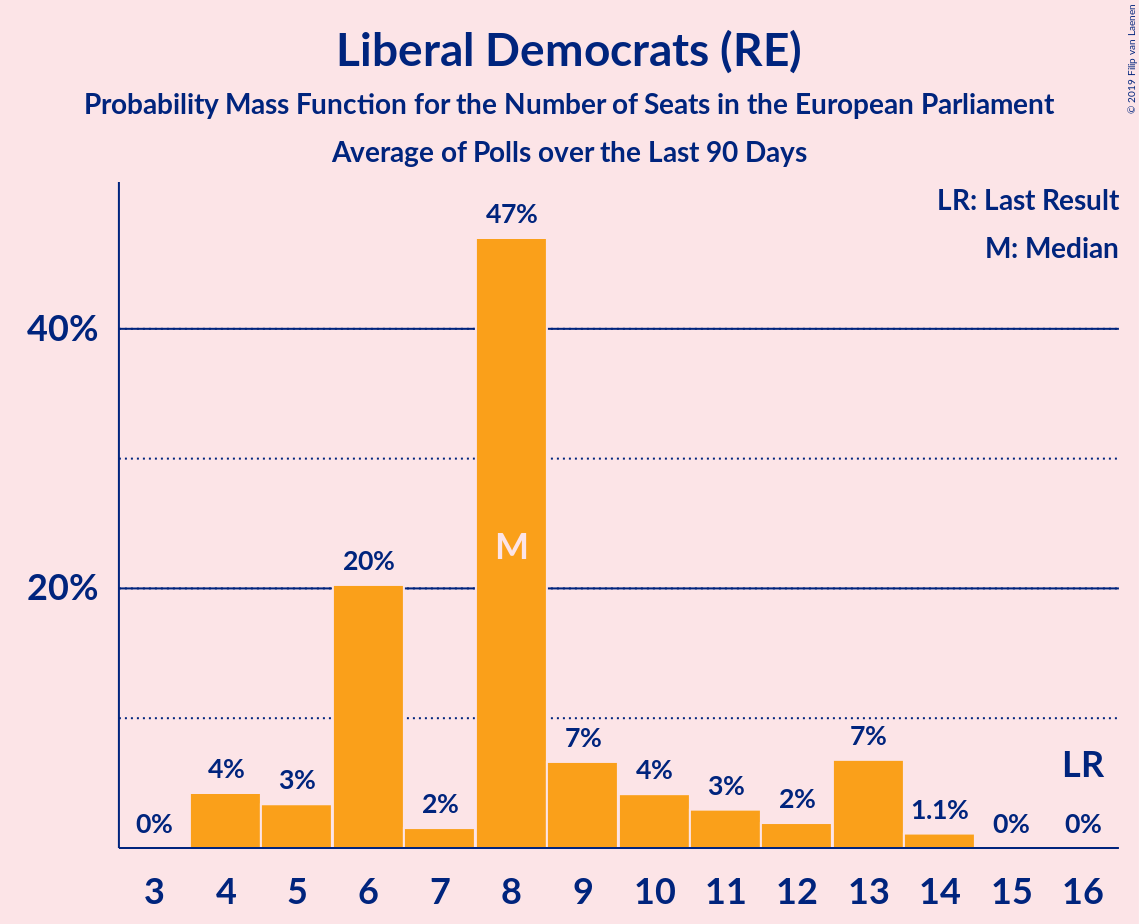 Liberal Democrats (RE)
Probability Mass Function for the Number of Seats in the European Parliament
Average of Polls over the Last 90 Days
© 2019 Filip van Laenen
LR: Last Result
M: Median
40%
20%
0%
4%
3%
20%
2%
47%
M
7%
4%
3%
2%
7%
1.1%
0%
LR
0%
3 4 5 6 7 8 9 10 11 12 13 14 15 16